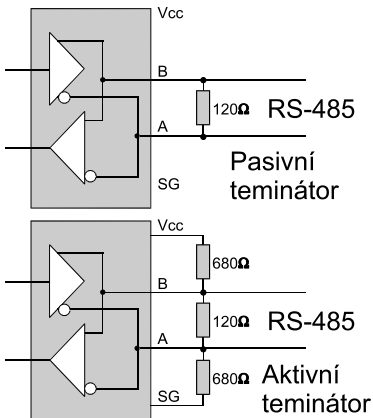 Vcc
B
120Ω RS-485
A
Pasivní
teminátor
SG
Vcc
680Ω
B
120Ω RS-485
A
680Ω Aktivní
SG
teminátor